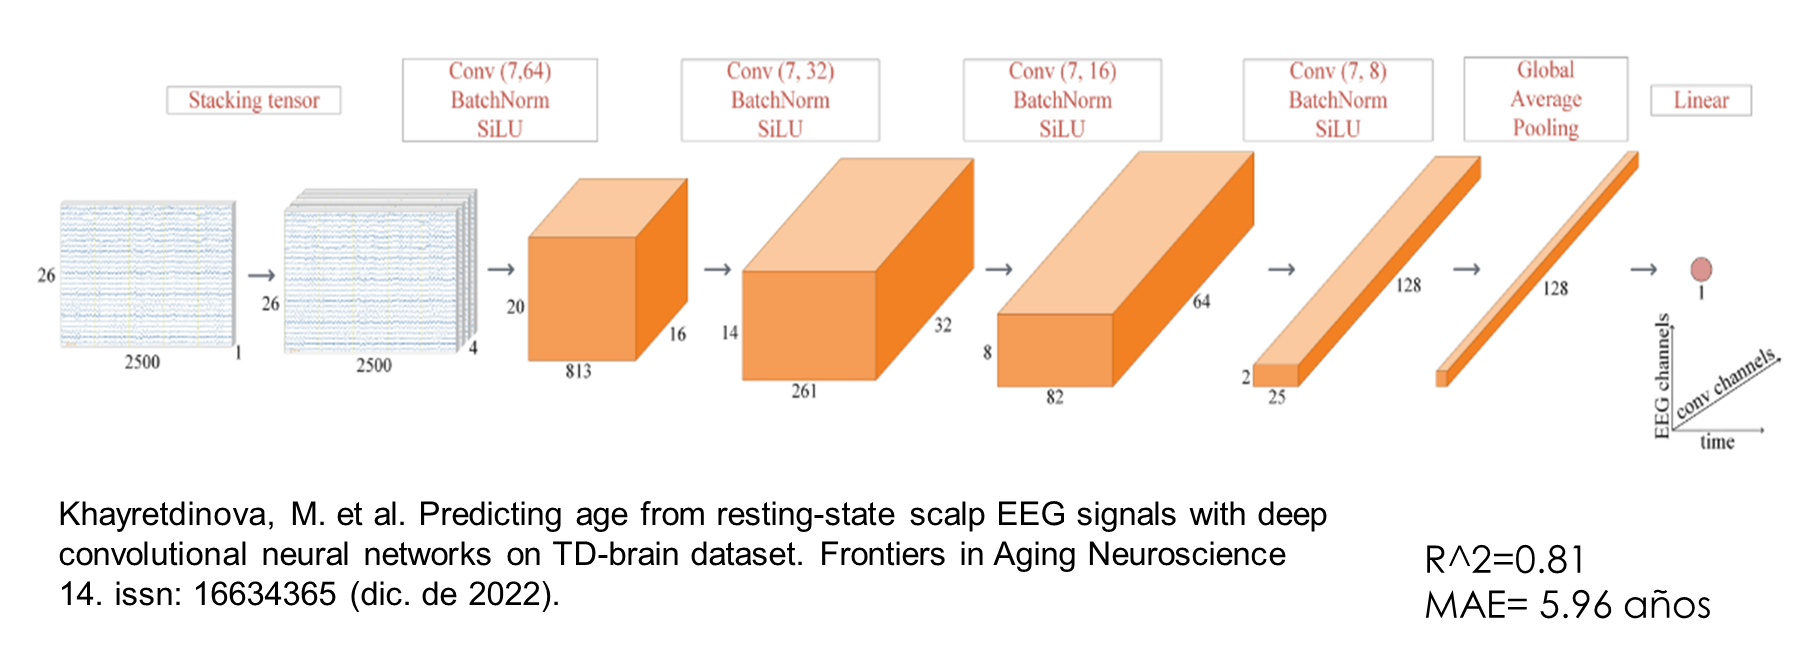 Stacking tensor
Conv (7,64)
BatchNorm
SiLU
Conv (7, 32)
BatchNorm
SiLU
Conv (7, 16)
BatchNorm
SiLU
Conv (7, 8)
BatchNorm
SiLU
Global
Average
Pooling
Linear
26
2500
1
26
2500
4
20
813
16
14
261
32
8
82
64
2
25
128
128
1
EEG channels
conv channels
time
Khayretdinova, M. et al. Predicting age from resting-state scalp EEG signals with deep
convolutional neural networks on TD-brain dataset. Frontiers in Aging Neuroscience
14. issn: 16634365 (dic. de 2022).
R^2=0.81
MAE= 5.96 años